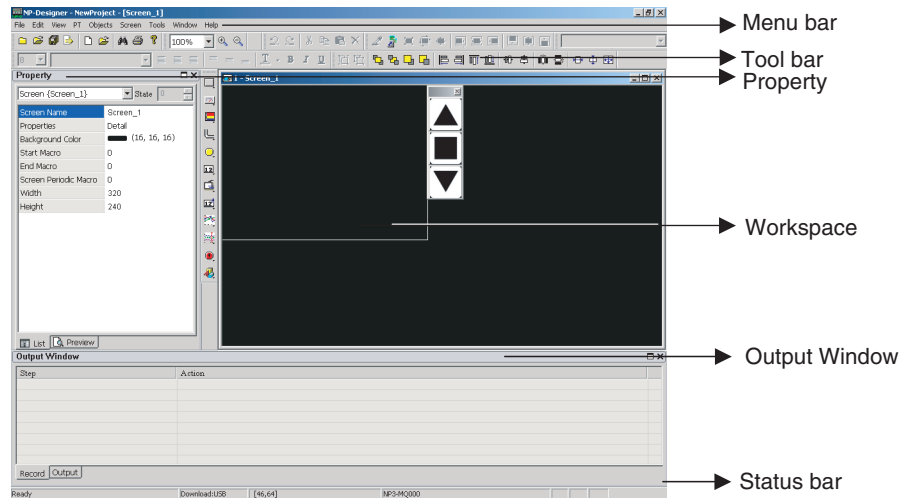 NP-Designer - NewProject - [Screen_1]
File Edit View PT Objects Screen Tools Window Help
Menu bar
100%
8
Tool bar
Property
Property
Screen {Screen_1}
State 0
1 - Screen_1
Screen Name Screen_1
Properties Detail
Background Color (16, 16, 16)
Start Macro 0
End Macro 0
Screen Periodic Macro 0
Width 320
Height 240
Workspace
List Preview
Output Window
Output Window
Step Action
Record Output
Status bar
Ready Download:USB [46,64] NP3-MQ000